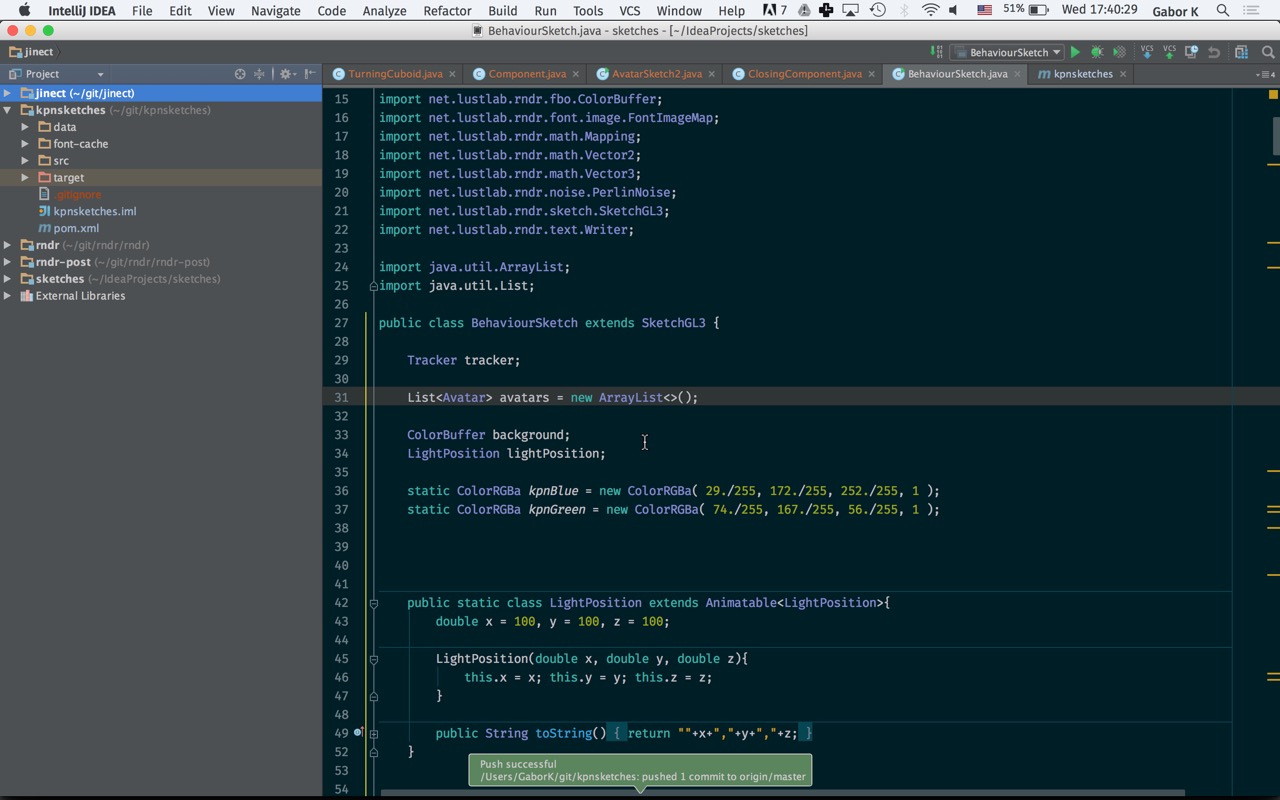 IntelliJ IDEA File Edit View Navigate Code Analyze Refactor Build Run Tools VCS Window Help 7 51% Wed 17:40:29 Gabor K
BehaviourSketch.java - sketches - [~/IdeaProjects/sketches]
jinect BehaviourSketch VCS VCS
Project TurningCuboid.java Component.java AvatarSketch2.java ClosingComponent.java BehaviourSketch.java m kpnsketches 4
jinect (~/git/jinect)
kpnsketches (~/git/kpnsketches)
data
font-cache
src
target
.gitignore
kpnsketches.iml
m pom.xml
rndr (~/git/rndr/rndr)
rndr-post (~/git/rndr/rndr-post)
sketches (~/IdeaProjects/sketches)
External Libraries
15 import net.lustlab.rndr.fbo.ColorBuffer;
16 import net.lustlab.rndr.font.image.FontImageMap;
17 import net.lustlab.rndr.math.Mapping;
18 import net.lustlab.rndr.math.Vector2;
19 import net.lustlab.rndr.math.Vector3;
20 import net.lustlab.rndr.noise.PerlinNoise;
21 import net.lustlab.rndr.sketch.SketchGL3;
22 import net.lustlab.rndr.text.Writer;
23
24 import java.util.ArrayList;
25 import java.util.List;
26
27 public class BehaviourSketch extends SketchGL3 {
28
29 Tracker tracker;
30
31 List<Avatar> avatars = new ArrayList<>();
32
33 ColorBuffer background;
34 LightPosition lightPosition;
35
36 static ColorRGBa kpnBlue = new ColorRGBa( 29./255, 172./255, 252./255, 1 );
37 static ColorRGBa kpnGreen = new ColorRGBa( 74./255, 167./255, 56./255, 1 );
38
39
40
41
42 public static class LightPosition extends Animatable<LightPosition>{
43 double x = 100, y = 100, z = 100;
44
45 LightPosition(double x, double y, double z){
46 this.x = x; this.y = y; this.z = z;
47 }
48
49 public String toString() { return ""+x+","+y+","+z; }
52 }
53
54
Push successful
/Users/GaborK/git/kpnsketches: pushed 1 commit to origin/master